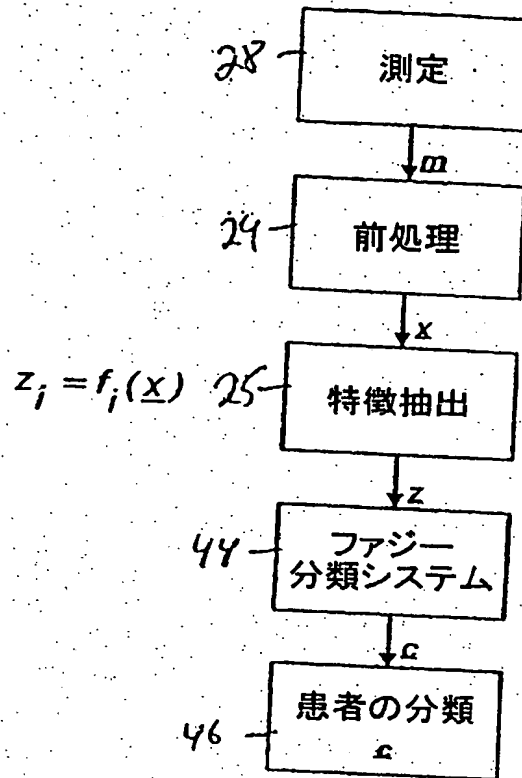 28
測定
m
24
前処理
x
z_i = f_i(x)
25
特徴抽出
z
44
ファジー
分類システム
c
46
患者の分類
c